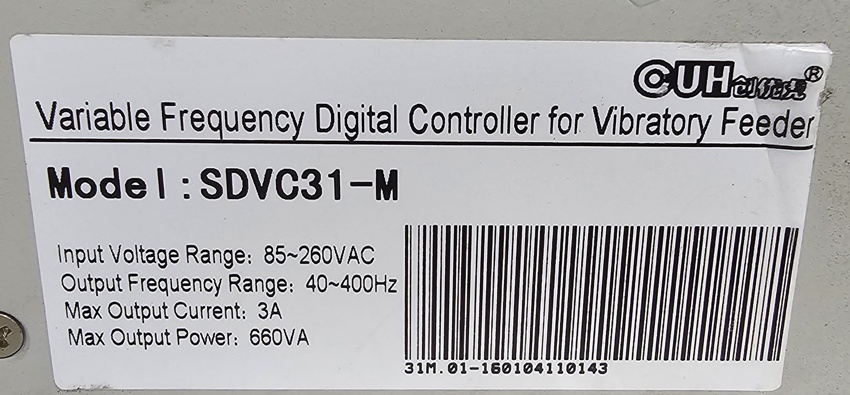 CUH创优虎®
Variable Frequency Digital Controller for Vibratory Feeder
Model:SDVC31-M
Input Voltage Range: 85~260VAC
Output Frequency Range: 40~400Hz
Max Output Current: 3A
Max Output Power: 660VA
31M.01-160104110143